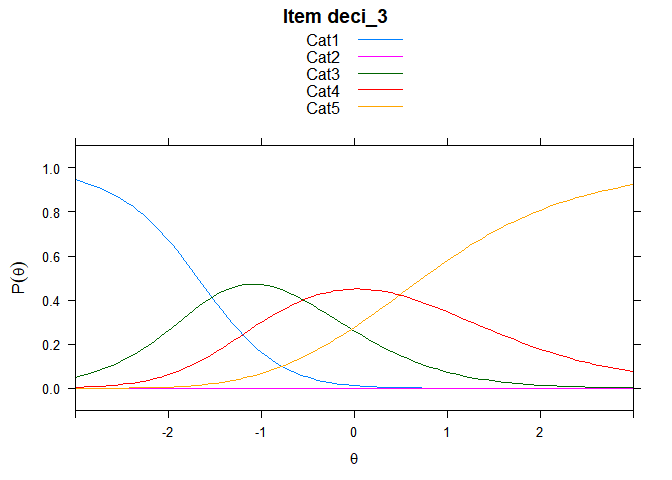 Item deci_3
Cat1
Cat2
Cat3
Cat4
Cat5
1.0
0.8
0.6
0.4
0.2
0.0
P(θ)
-2 -1 0 1 2
θ